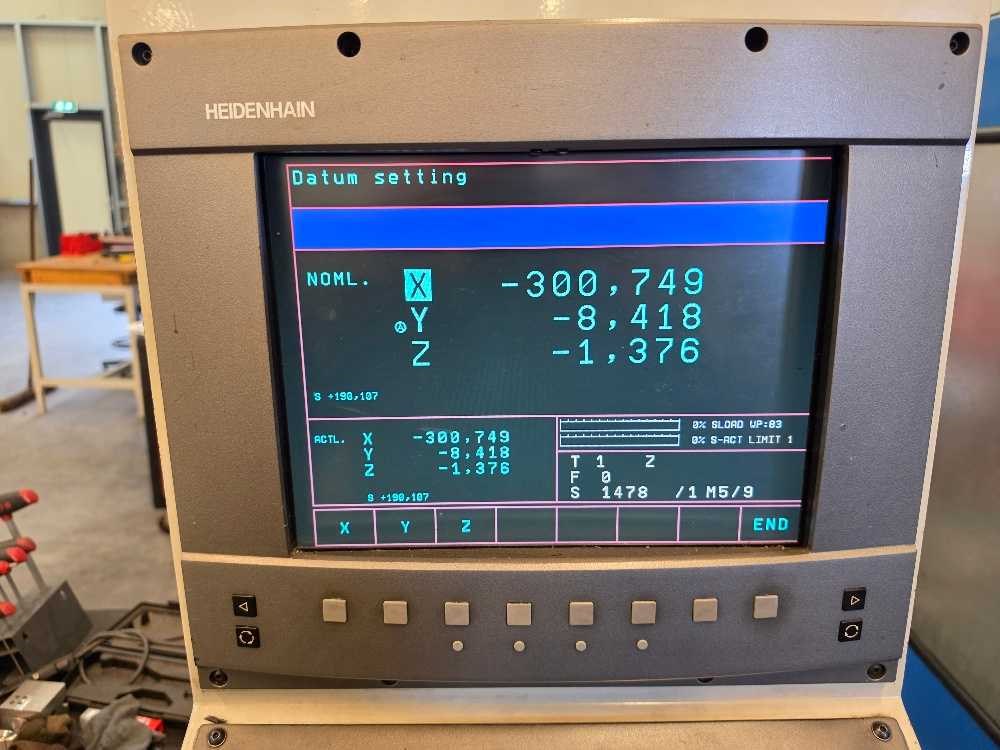 HEIDENHAIN
Datum setting
NOML. X -300,749
Y -8,418
Z -1,376
S +190,107
ACTL. X -300,749
Y -8,418
Z -1,376
S +190,107
0% SLOAD WP:83
0% S-ACT LIMIT 1
T 1 Z
F 0
S 1478 /1 M5/9
X Y Z END